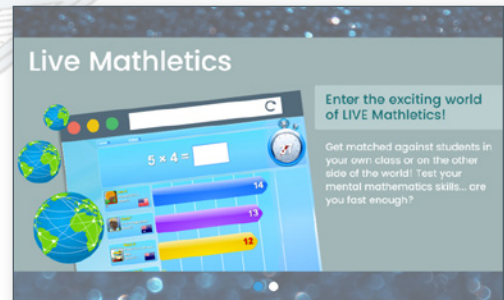 Live Mathletics
Enter the exciting world
of LIVE Mathletics!
Get matched against students in
your own class or on the other
side of the world! Test your
mental mathematics skills... are
you fast enough?
5 × 4 =
14
13
12